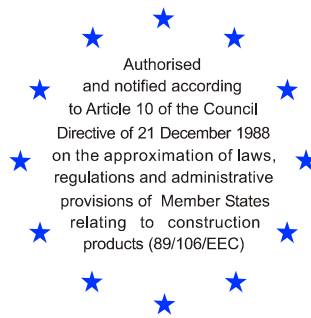 Authorised
and notified according
to Article 10 of the Council
Directive of 21 December 1988
on the approximation of laws,
regulations and administrative
provisions of Member States
relating to construction
products (89/106/EEC)